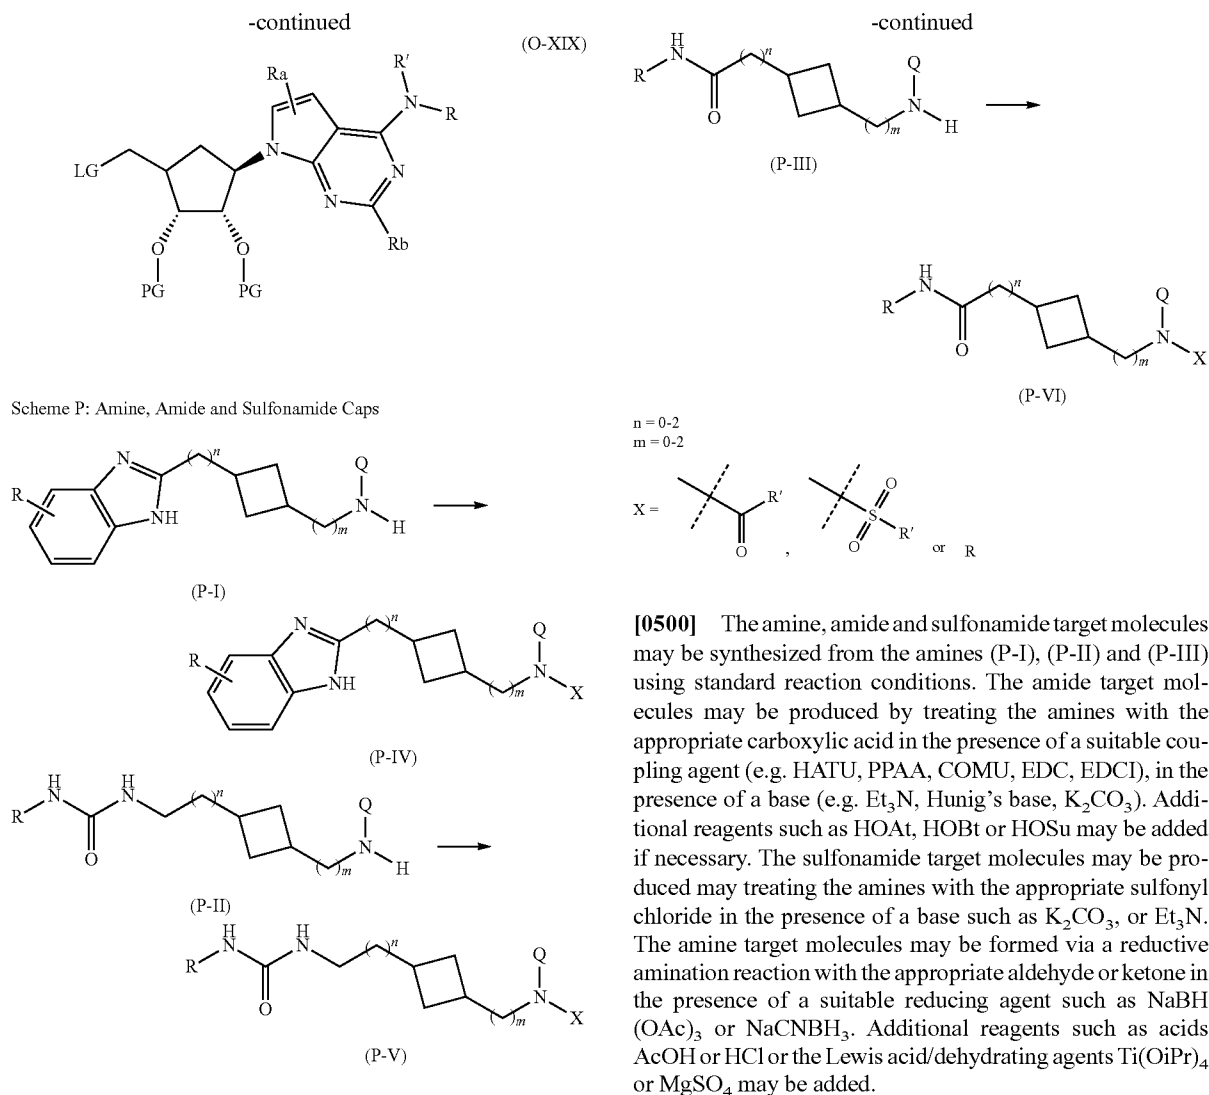 -continued
(O-XIX)
Ra
R'
N
R
LG
N
N
N
Rb
O
O
PG
PG
Scheme P: Amine, Amide and Sulfonamide Caps
R
N
NH
( )n
( )m
Q
N
H
(P-I)
R
N
NH
( )n
( )m
Q
N
X
(P-IV)
R
H
N
O
H
N
( )n
( )m
Q
N
H
(P-II)
R
H
N
O
H
N
( )n
( )m
Q
N
X
(P-V)
-continued
R
H
N
O
( )n
( )m
Q
N
H
(P-III)
R
H
N
O
( )n
( )m
Q
N
X
(P-VI)
n = 0-2
m = 0-2
X =
R'
O
,
O
S
O
R'
or R
[0500] The amine, amide and sulfonamide target molecules
may be synthesized from the amines (P-I), (P-II) and (P-III)
using standard reaction conditions. The amide target mol-
ecules may be produced by treating the amines with the
appropriate carboxylic acid in the presence of a suitable cou-
pling agent (e.g. HATU, PPAA, COMU, EDC, EDCI), in the
presence of a base (e.g. Et3N, Hunig's base, K2CO3). Addi-
tional reagents such as HOAt, HOBt or HOSu may be added
if necessary. The sulfonamide target molecules may be pro-
duced may treating the amines with the appropriate sulfonyl
chloride in the presence of a base such as K2CO3, or Et3N.
The amine target molecules may be formed via a reductive
amination reaction with the appropriate aldehyde or ketone in
the presence of a suitable reducing agent such as NaBH
(OAc)3 or NaCNBH3. Additional reagents such as acids
AcOH or HCl or the Lewis acid/dehydrating agents Ti(OiPr)4
or MgSO4 may be added.